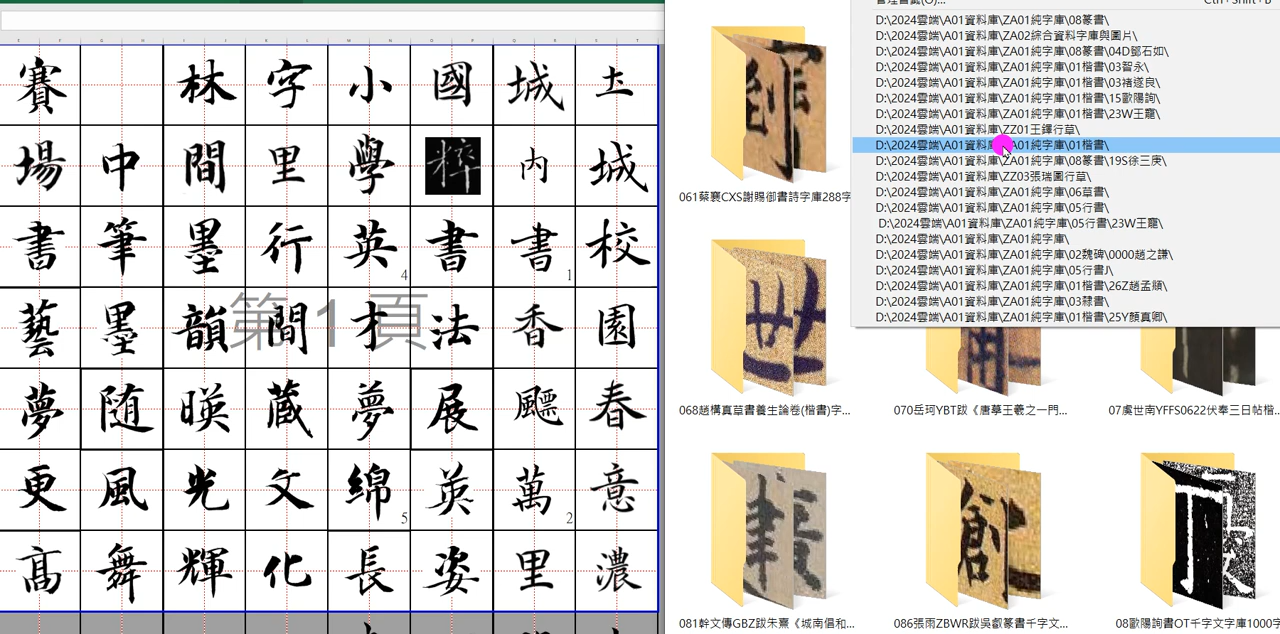 土城校園春意濃
城內書香飃萬里
國粹書法展英姿
小學英才夢綿長
字里行間蔵文化
林間墨韻暎光輝
中筆墨随風舞
賽場書藝夢更髙
1
2
4
5
第 1 頁
D:\2024雲端\A01資料庫\ZA01純字庫\08篆書\
D:\2024雲端\A01資料庫\ZA02綜合資料字庫與圖片\
D:\2024雲端\A01資料庫\ZA01純字庫\08篆書\04D鄧石如\
D:\2024雲端\A01資料庫\ZA01純字庫\01楷書\03智永\
D:\2024雲端\A01資料庫\ZA01純字庫\01楷書\03褚遂良\
D:\2024雲端\A01資料庫\ZA01純字庫\01楷書\15歐陽詢\
D:\2024雲端\A01資料庫\ZA01純字庫\01楷書\23W王寵\
D:\2024雲端\A01資料庫\ZZ01王鐸行草\
D:\2024雲端\A01資料庫\ZA01純字庫\01楷書\
D:\2024雲端\A01資料庫\ZA01純字庫\08篆書\19S徐三庚\
D:\2024雲端\A01資料庫\ZZ03張瑞圖行草\
D:\2024雲端\A01資料庫\ZA01純字庫\06草書\
D:\2024雲端\A01資料庫\ZA01純字庫\05行書\
D:\2024雲端\A01資料庫\ZA01純字庫\05行書\23W王寵\
D:\2024雲端\A01資料庫\ZA01純字庫\
D:\2024雲端\A01資料庫\ZA01純字庫\02魏碑\0000趙之謙\
D:\2024雲端\A01資料庫\ZA01純字庫\05行書J\
D:\2024雲端\A01資料庫\ZA01純字庫\01楷書\26Z趙孟頫\
D:\2024雲端\A01資料庫\ZA01純字庫\03隸書\
D:\2024雲端\A01資料庫\ZA01純字庫\01楷書\25Y顏真卿\
061蔡襄CXS謝賜御書詩字庫288字
068趙構真草書養生論卷(楷書)字...
070岳珂YBT跋《唐摹王羲之一門...
07虞世南YFFS0622伏奉三日帖楷...
081幹文傳GBZ跋朱熹《城南倡和...
086張雨ZBWR跋吳叡篆書千字文...
08歐陽詢書OT千字文字庫1000字